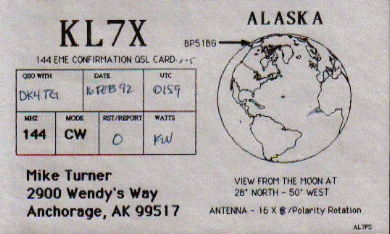 KL7X
ALASKA
BP51BG
144 EME CONFIRMATION QSL CARD
QSO WITH DATE UTC
DK4TG 16 FEB 92 0159
MHZ MODE RST/REPORT WATTS
144 CW O KW
Mike Turner
2900 Wendy's Way
Anchorage, AK 99517
VIEW FROM THE MOON AT
28° NORTH - 50° WEST
ANTENNA - 16 X /Polarity Rotation